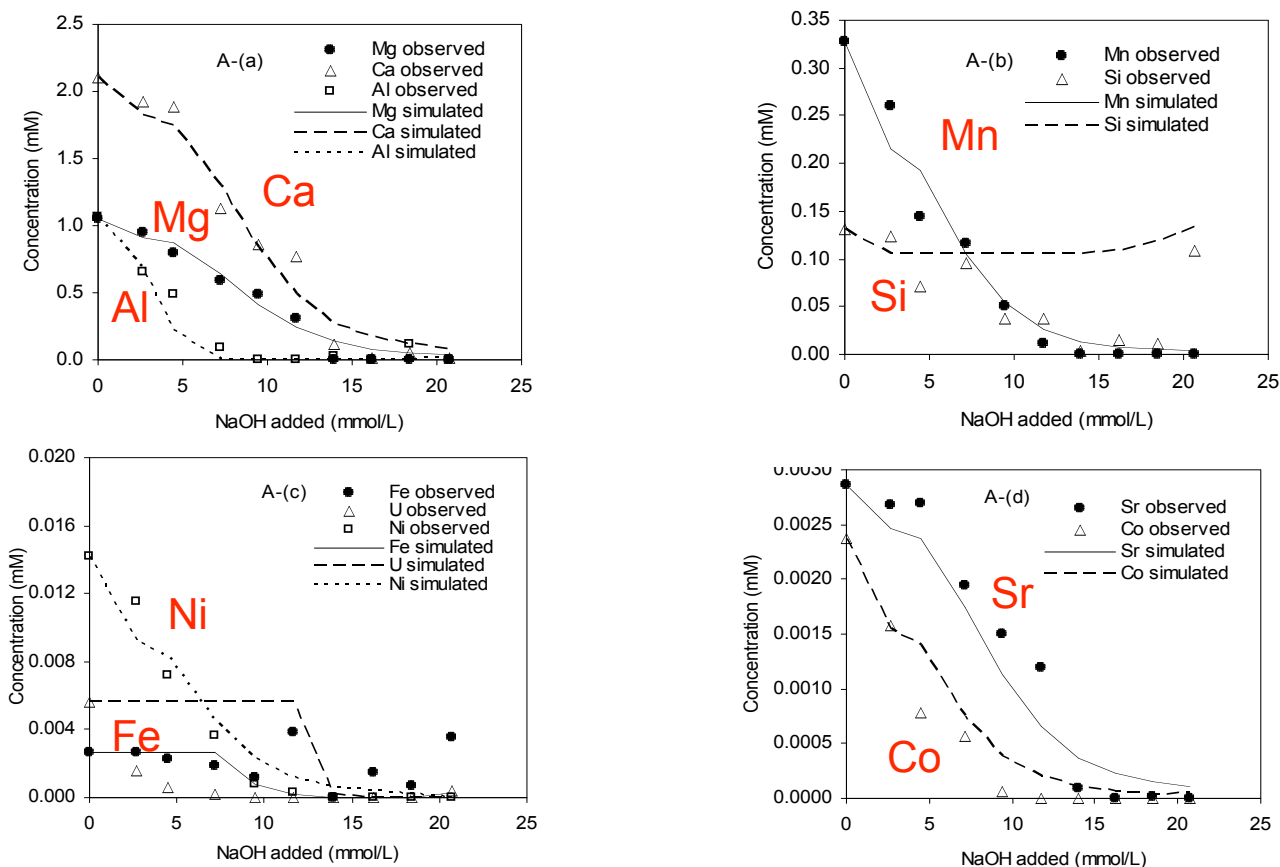 A-(a)
Mg observed
Ca observed
Al observed
Mg simulated
Ca simulated
Al simulated
2.5
2.0
1.5
1.0
0.5
0.0
Concentration (mM)
Ca
Mg
Al
0 5 10 15 20 25
NaOH added (mmol/L)
A-(b)
Mn observed
Si observed
Mn simulated
Si simulated
0.35
0.30
0.25
0.20
0.15
0.10
0.05
0.00
Concentration (mM)
Mn
Si
0 5 10 15 20 25
NaOH added (mmol/L)
A-(c)
Fe observed
U observed
Ni observed
Fe simulated
U simulated
Ni simulated
0.020
0.016
0.012
0.008
0.004
0.000
Concentration (mM)
Ni
Fe
0 5 10 15 20 25
NaOH added (mmol/L)
A-(d)
Sr observed
Co observed
Sr simulated
Co simulated
0.0030
0.0025
0.0020
0.0015
0.0010
0.0005
0.0000
Concentration (mM)
Sr
Co
0 5 10 15 20 25
NaOH added (mmol/L)